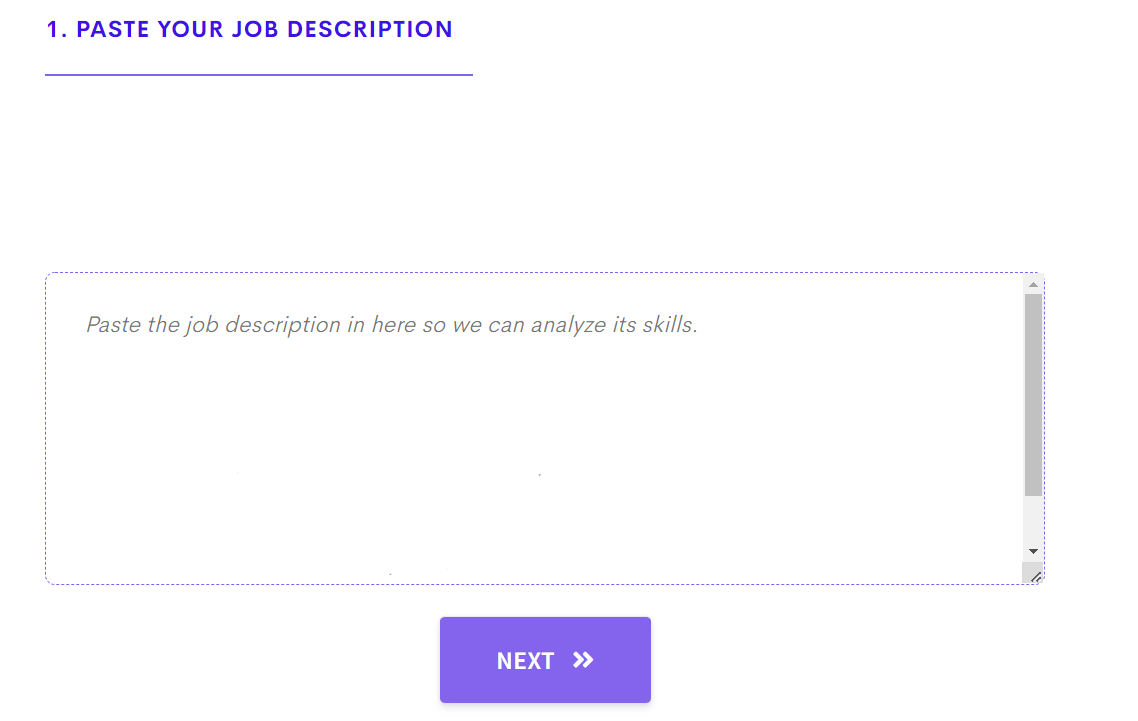 1. PASTE YOUR JOB DESCRIPTION
Paste the job description in here so we can analyze its skills.
NEXT